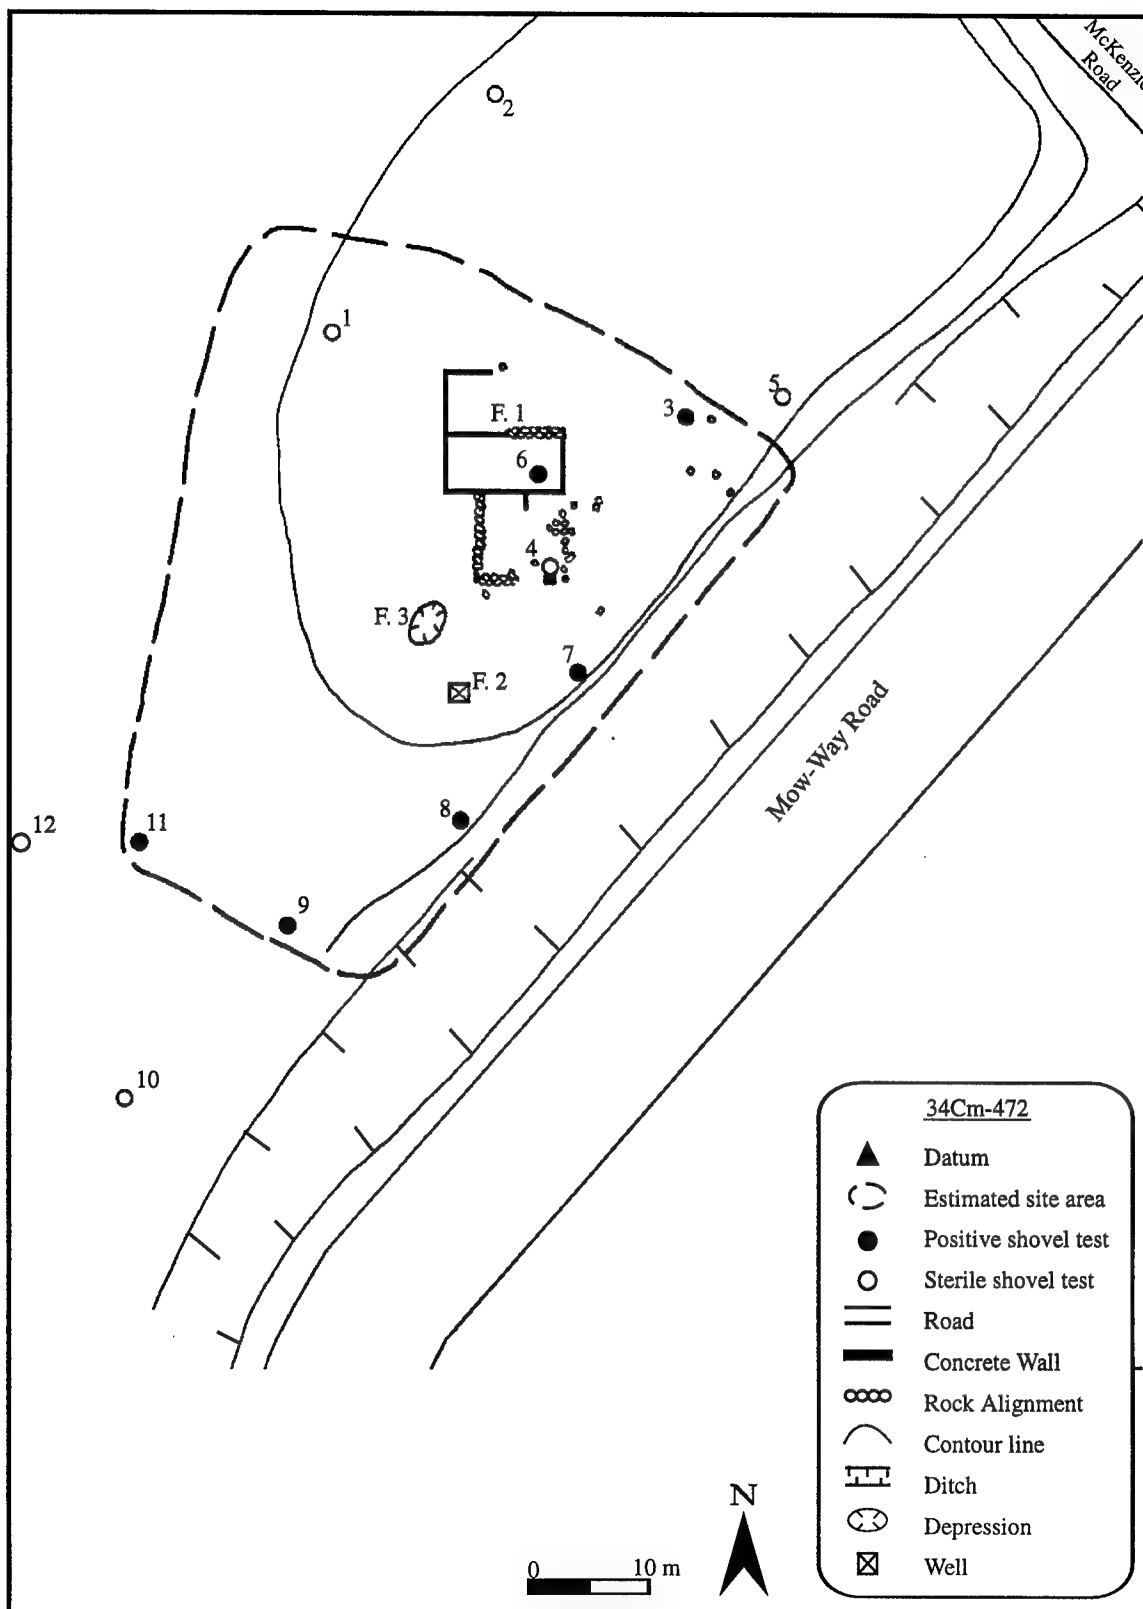 McKenzie
Road
2
1
5
3
F. 1
6
4
F. 3
7
F. 2
Mow-Way Road
8
12
11
9
10
34Cm-472
Datum
Estimated site area
Positive shovel test
Sterile shovel test
Road
Concrete Wall
Rock Alignment
Contour line
Ditch
Depression
Well
N
0 10 m